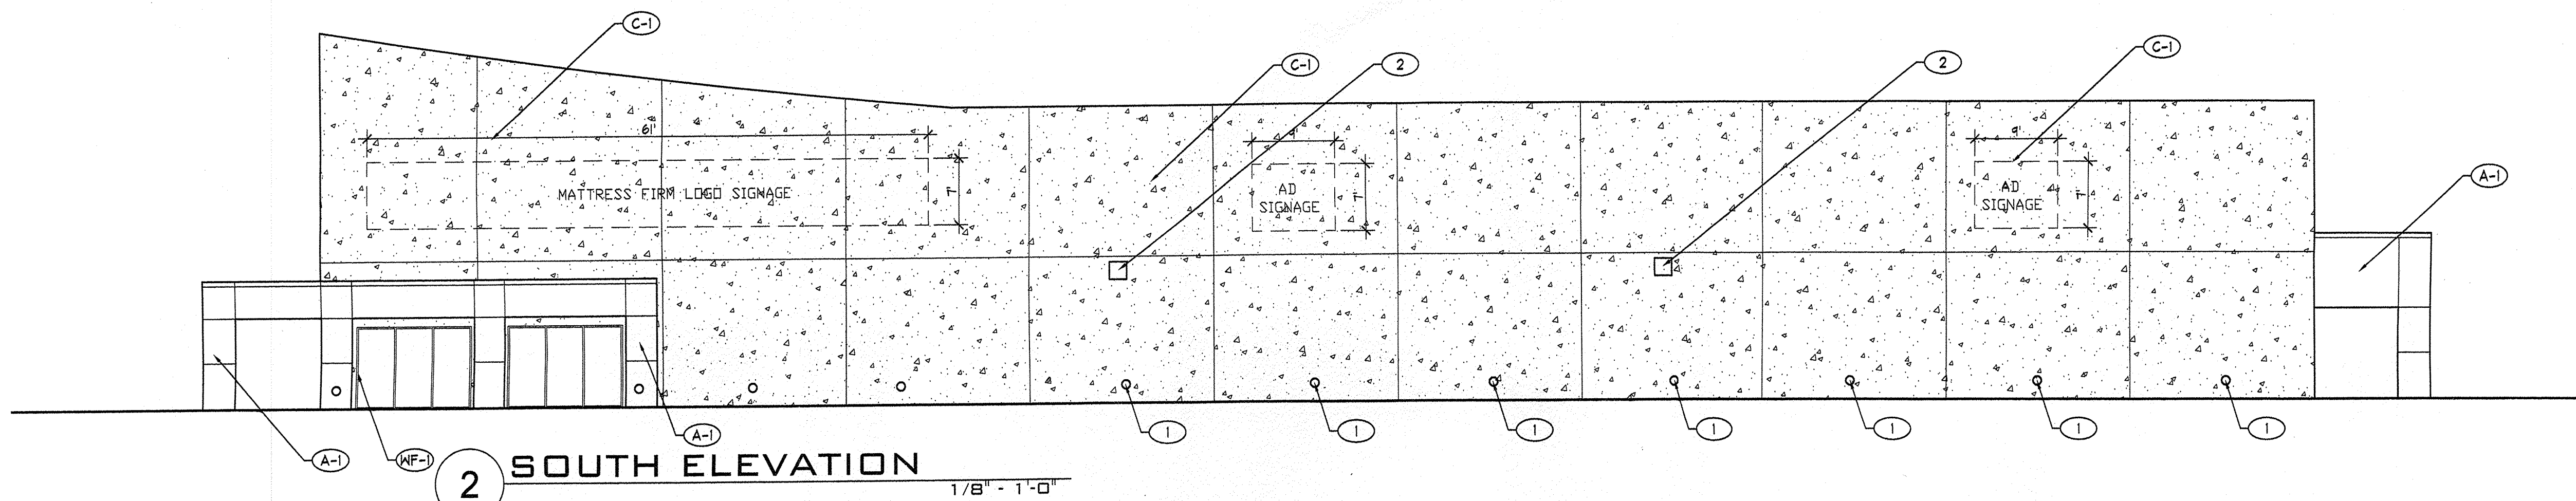 C-1
C-1
2
2
C-1
61'
9'
9'
MATTRESS FIRM LOGO SIGNAGE
7'
AD
SIGNAGE
7'
AD
SIGNAGE
7'
A-1
A-1
WF-1
A-1
1
1
1
1
1
1
1
2
SOUTH ELEVATION
1/8" - 1'-0"